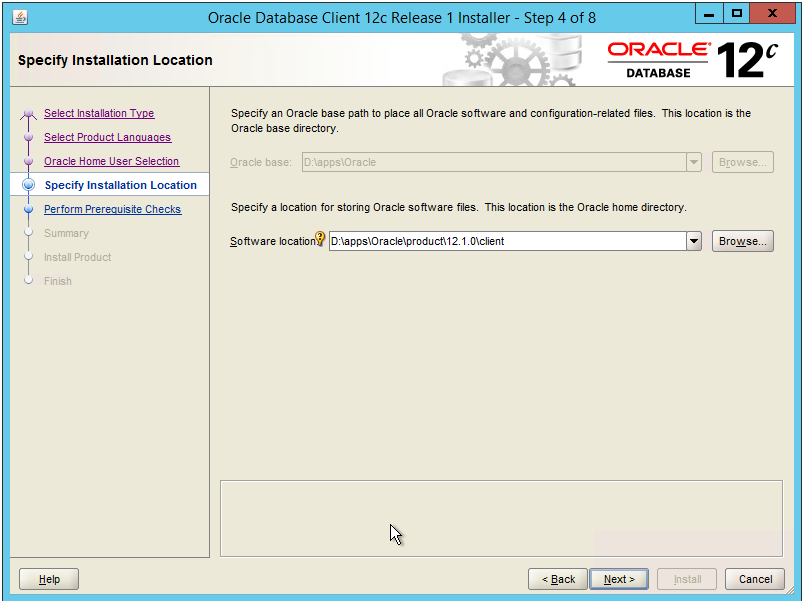 Oracle Database Client 12c Release 1 Installer - Step 4 of 8
Specify Installation Location
ORACLE®
DATABASE
12c
Select Installation Type
Select Product Languages
Oracle Home User Selection
Specify Installation Location
Perform Prerequisite Checks
Summary
Install Product
Finish
Specify an Oracle base path to place all Oracle software and configuration-related files. This location is the
Oracle base directory.
Oracle base: D:\apps\Oracle Browse...
Specify a location for storing Oracle software files. This location is the Oracle home directory.
Software location: D:\apps\Oracle\product\12.1.0\client Browse...
Help < Back Next > Install Cancel